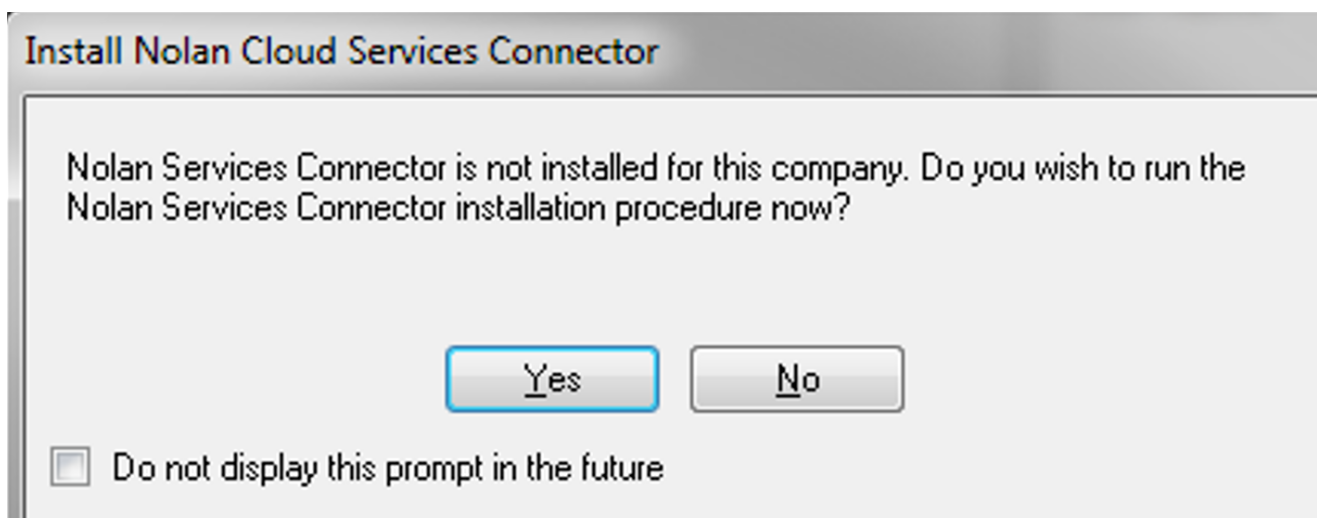 Install Nolan Cloud Services Connector
Nolan Services Connector is not installed for this company. Do you wish to run the
Nolan Services Connector installation procedure now?
Yes
No
Do not display this prompt in the future